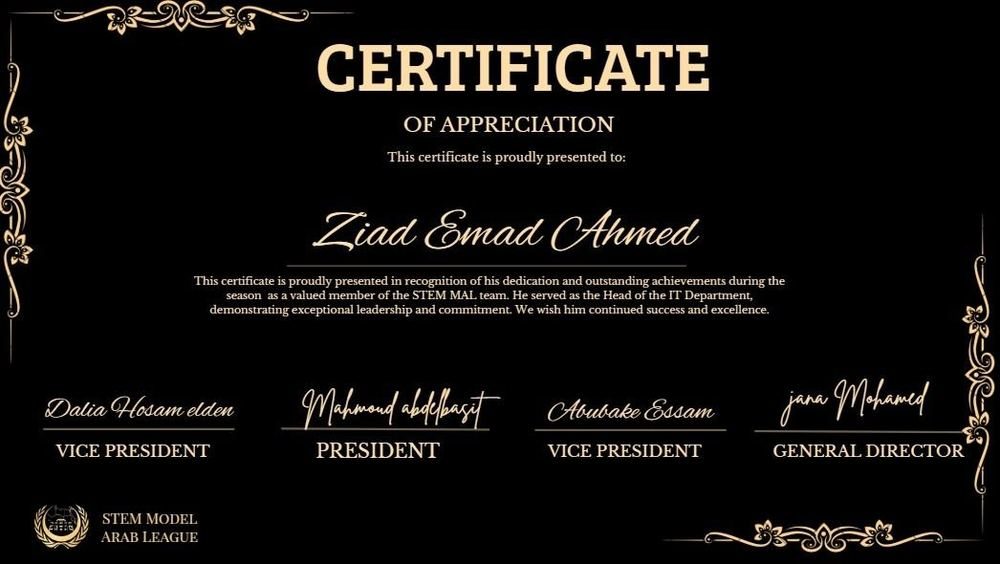 CERTIFICATE
OF APPRECIATION
This certificate is proudly presented to:
Ziad Emad Ahmed
This certificate is proudly presented in recognition of his dedication and outstanding achievements during the
season as a valued member of the STEM MAL team. He served as the Head of the IT Department,
demonstrating exceptional leadership and commitment. We wish him continued success and excellence.
Dalia Hosam elden
VICE PRESIDENT
Mahmoud abdelbasit
PRESIDENT
Abubake Essam
VICE PRESIDENT
jana Mohamed
GENERAL DIRECTOR
STEM MODEL
ARAB LEAGUE